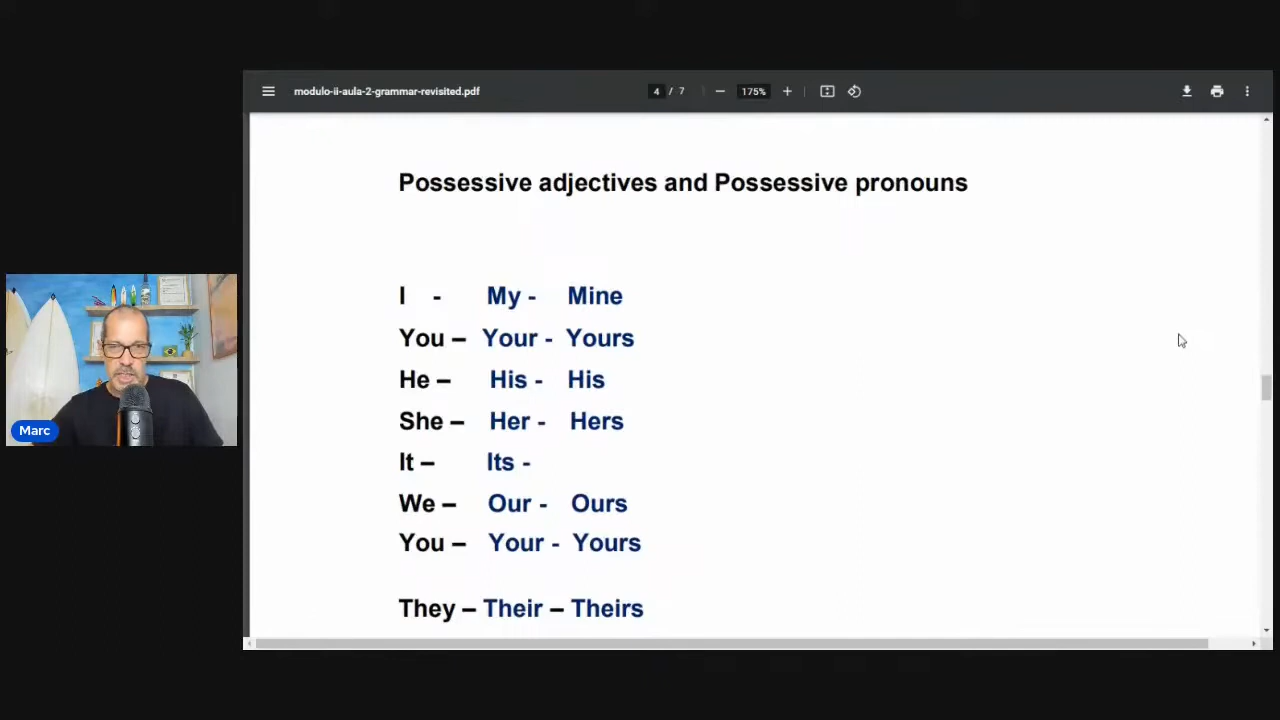 modulo-ii-aula-2-grammar-revisited.pdf
4 / 7
175%
Possessive adjectives and Possessive pronouns
I - My - Mine
You – Your - Yours
He – His - His
She – Her - Hers
It – Its -
We – Our - Ours
You – Your - Yours
They – Their – Theirs
Marc